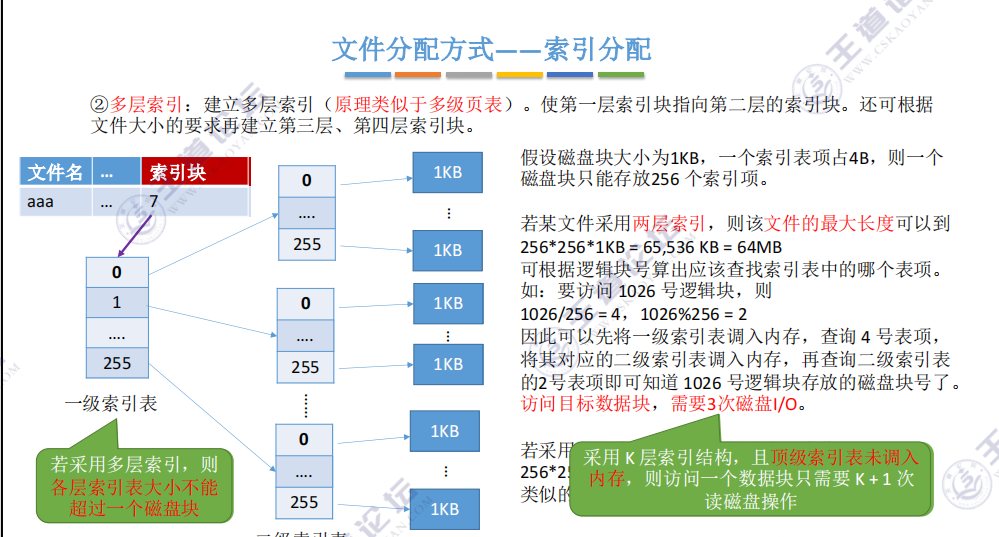 文件分配方式——索引分配
②多层索引：建立多层索引（原理类似于多级页表）。使第一层索引块指向第二层的索引块。还可根据
文件大小的要求再建立第三层、第四层索引块。
文件名 ... 索引块
aaa ... 7
0
1
....
255
一级索引表
若采用多层索引，则
各层索引表大小不能
超过一个磁盘块
0
....
255
0
....
255
......
0
....
255
1KB
...
1KB
1KB
...
1KB
1KB
...
1KB
假设磁盘块大小为1KB，一个索引表项占4B，则一个
磁盘块只能存放256 个索引项。
若某文件采用两层索引，则该文件的最大长度可以到
256*256*1KB = 65,536 KB = 64MB
可根据逻辑块号算出应该查找索引表中的哪个表项。
如：要访问 1026 号逻辑块，则
1026/256 = 4，1026%256 = 2
因此可以先将一级索引表调入内存，查询 4 号表项，
将其对应的二级索引表调入内存，再查询二级索引表
的2号表项即可知道 1026 号逻辑块存放的磁盘块号了。
访问目标数据块，需要3次磁盘I/O。
若采用
256*2
类似的
采用 K 层索引结构，且顶级索引表未调入
内存，则访问一个数据块只需要 K + 1 次
读磁盘操作
王道论坛
WWW.CSKAOYAN.COM